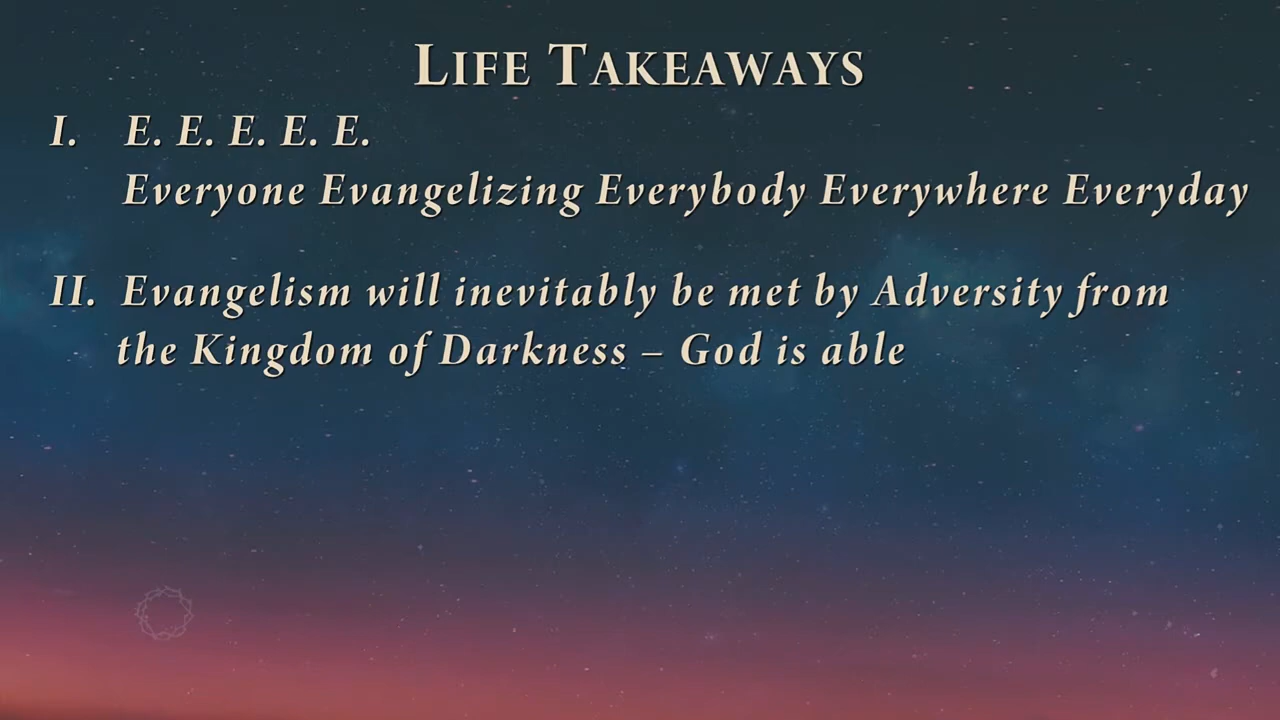 LIFE TAKEAWAYS
I. E. E. E. E. E.
Everyone Evangelizing Everybody Everywhere Everyday
II. Evangelism will inevitably be met by Adversity from
the Kingdom of Darkness – God is able